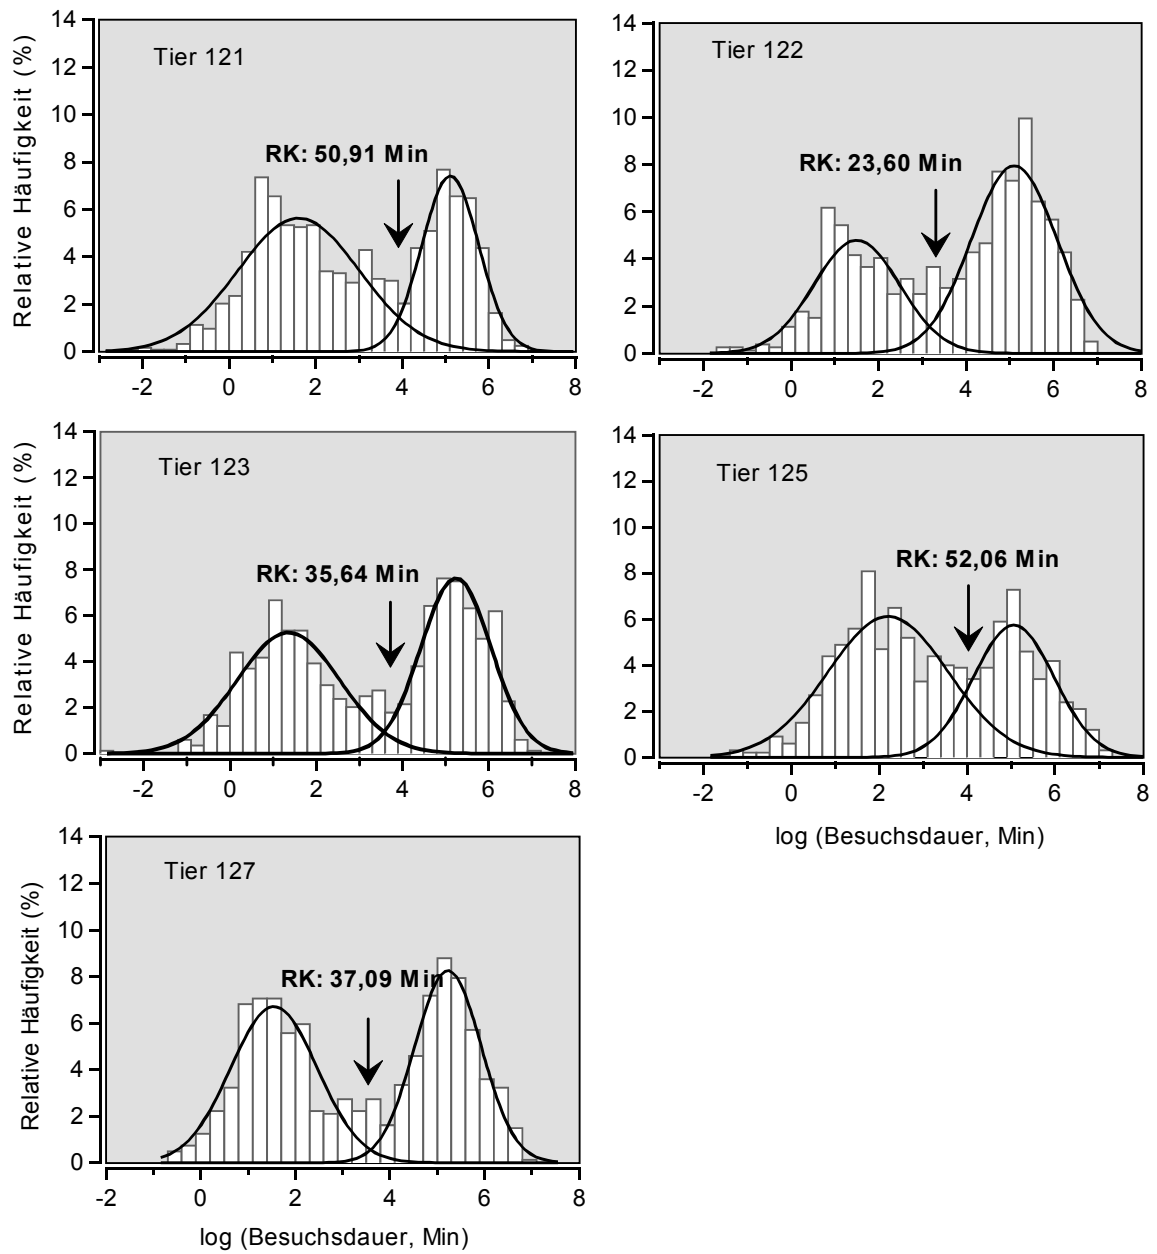 14
12
10
8
6
4
2
0
Relative Häufigkeit (%)
Tier 121
RK: 50,91 Min
-2 0 2 4 6 8
14
12
10
8
6
4
2
0
Tier 122
RK: 23,60 Min
-2 0 2 4 6 8
14
12
10
8
6
4
2
0
Relative Häufigkeit (%)
Tier 123
RK: 35,64 Min
-2 0 2 4 6 8
14
12
10
8
6
4
2
0
Tier 125
RK: 52,06 Min
-2 0 2 4 6 8
log (Besuchsdauer, Min)
14
12
10
8
6
4
2
0
Relative Häufigkeit (%)
Tier 127
RK: 37,09 Min
-2 0 2 4 6 8
log (Besuchsdauer, Min)